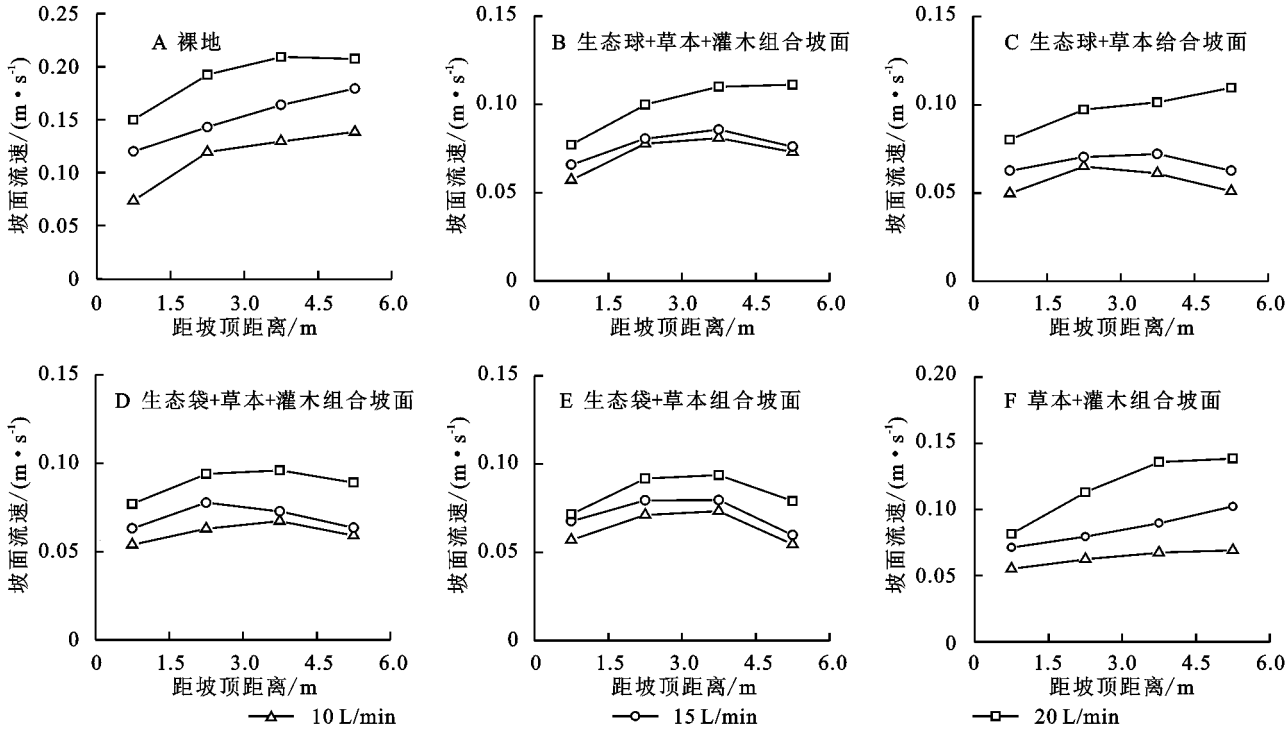 0.25
0.20
0.15
0.10
0.05
0
坡面流速/(m·s⁻¹)
A 裸地
0 1.5 3.0 4.5 6.0
距坡顶距离/m
0.15
0.10
0.05
0
坡面流速/(m·s⁻¹)
B 生态球+草本+灌木组合坡面
0 1.5 3.0 4.5 6.0
距坡顶距离/m
0.15
0.10
0.05
0
坡面流速/(m·s⁻¹)
C 生态球+草本给合坡面
0 1.5 3.0 4.5 6.0
距坡顶距离/m
0.15
0.10
0.05
0
坡面流速/(m·s⁻¹)
D 生态袋+草本+灌木组合坡面
0 1.5 3.0 4.5 6.0
距坡顶距离/m
0.15
0.10
0.05
0
坡面流速/(m·s⁻¹)
E 生态袋+草本组合坡面
0 1.5 3.0 4.5 6.0
距坡顶距离/m
0.20
0.15
0.10
0.05
0
坡面流速/(m·s⁻¹)
F 草本+灌木组合坡面
0 1.5 3.0 4.5 6.0
距坡顶距离/m
10 L/min 15 L/min 20 L/min